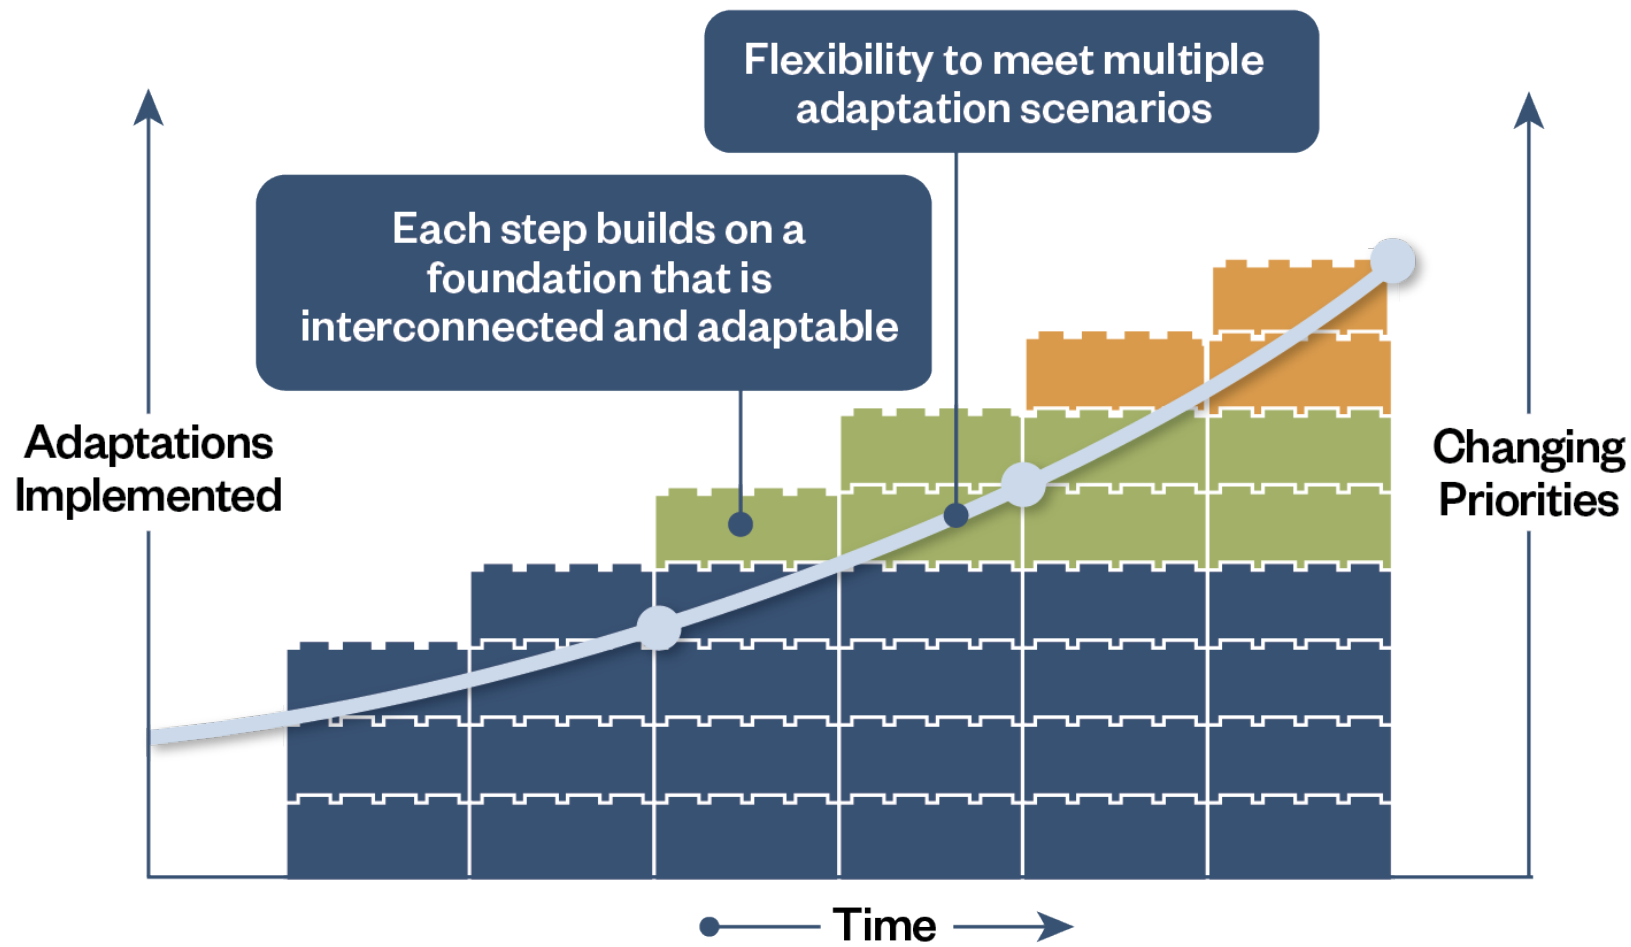 Flexibility to meet multiple
adaptation scenarios
Each step builds on a
foundation that is
interconnected and adaptable
Adaptations
Implemented
Changing
Priorities
Time